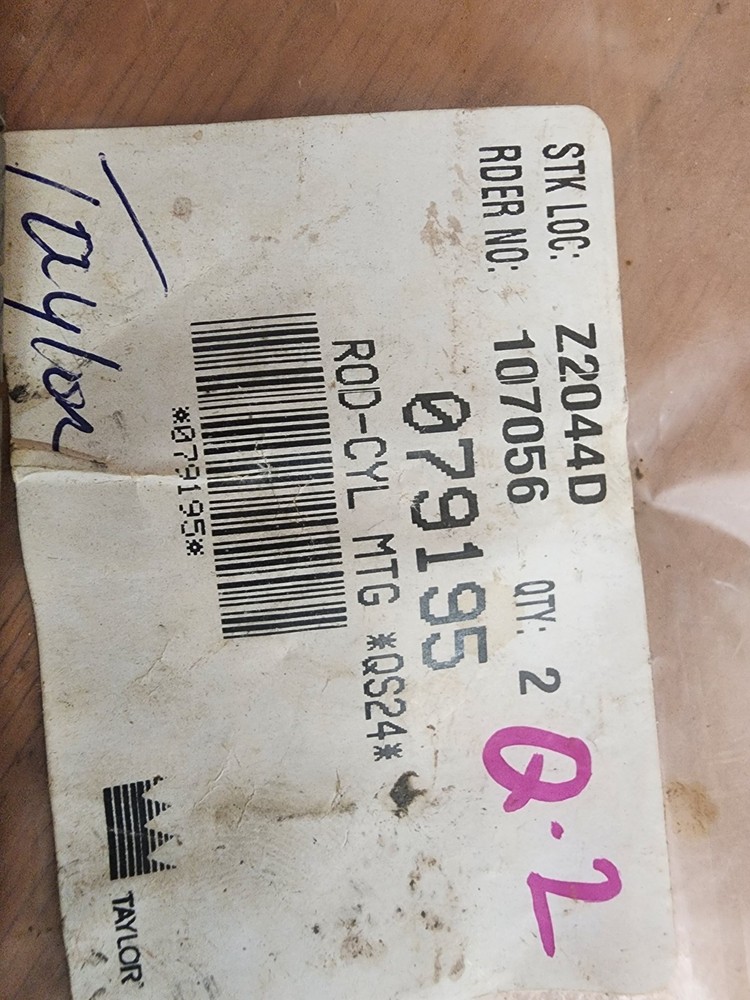 STK LOC: Z2044D
RDER NO: 107056 QTY: 2
Q.2
079195
ROD-CYL MTG *QS24*
*079195*
Taylor
TAYLOR